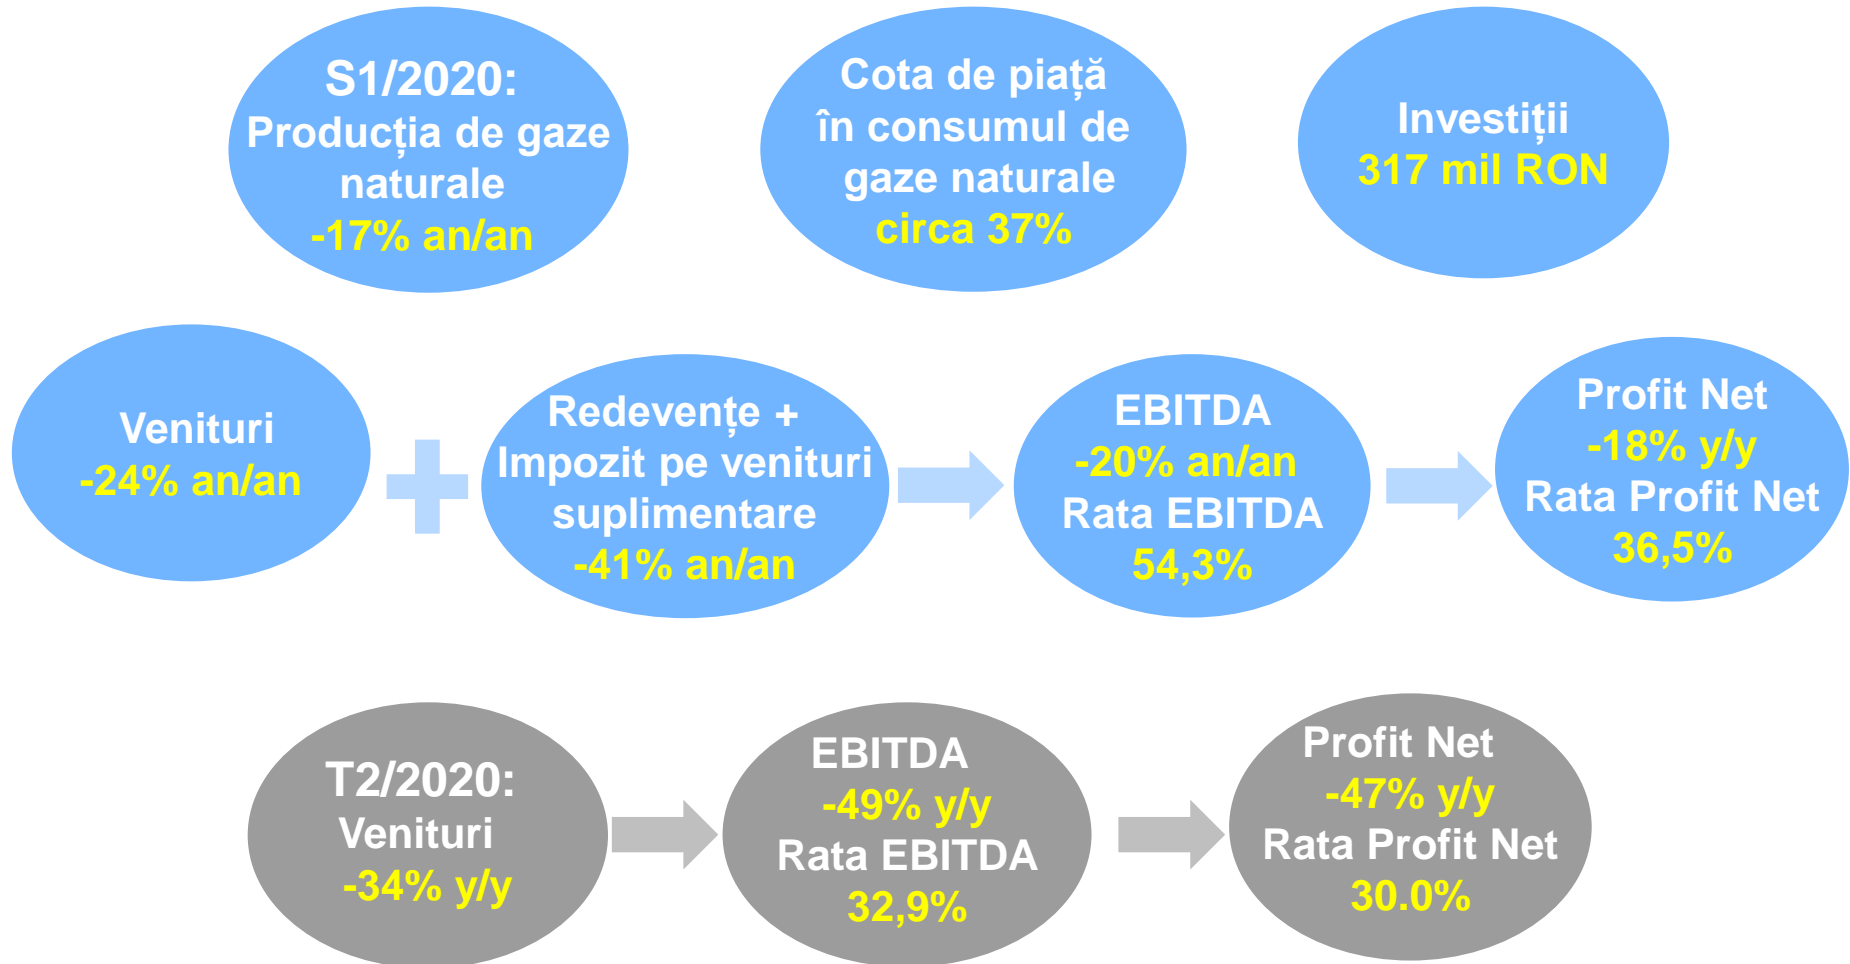 S1/2020:
Producția de gaze
naturale
-17% an/an
Cota de piață
în consumul de
gaze naturale
circa 37%
Investiții
317 mil RON
Venituri
-24% an/an
Redevențe +
Impozit pe venituri
suplimentare
-41% an/an
EBITDA
-20% an/an
Rata EBITDA
54,3%
Profit Net
-18% y/y
Rata Profit Net
36,5%
T2/2020:
Venituri
-34% y/y
EBITDA
-49% y/y
Rata EBITDA
32,9%
Profit Net
-47% y/y
Rata Profit Net
30.0%